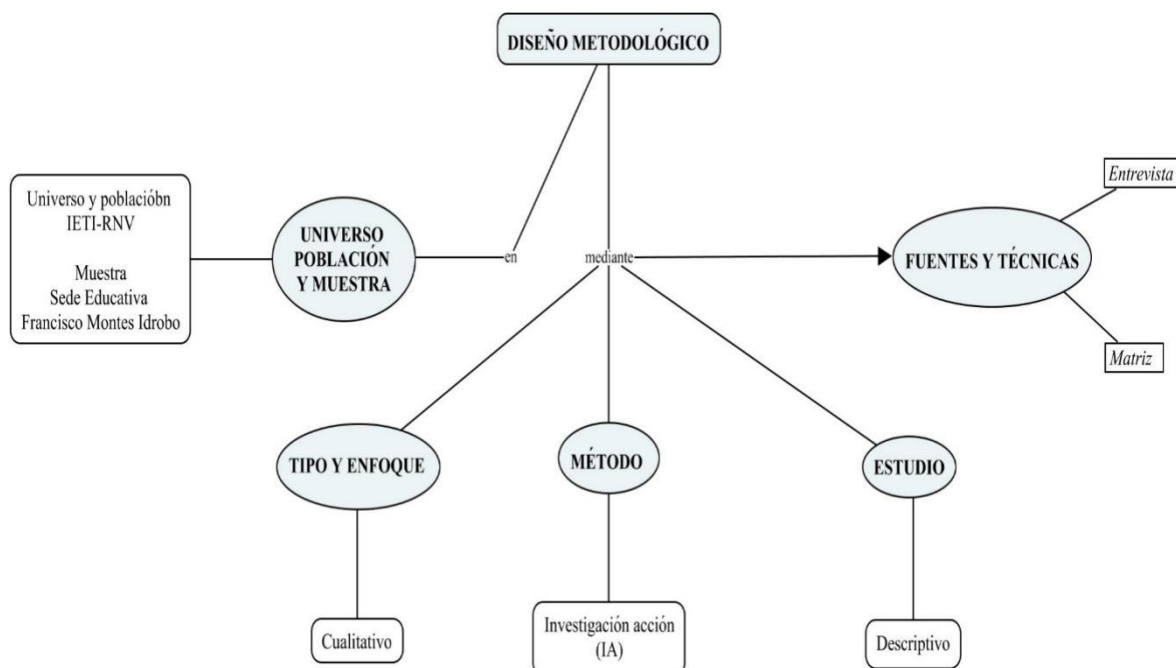 DISEÑO METODOLÓGICO
Universo y poblacióbn
IETI-RNV
Muestra
Sede Educativa
Francisco Montes Idrobo
UNIVERSO
POBLACIÓN
Y MUESTRA
en
mediante
FUENTES Y TÉCNICAS
Entrevista
Matriz
TIPO Y ENFOQUE
MÉTODO
ESTUDIO
Cualitativo
Investigación acción
(IA)
Descriptivo